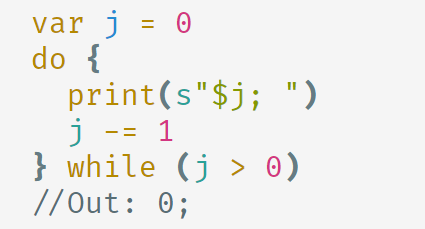 var j = 0
do {
  print(s"$j; ")
  j -= 1
} while (j > 0)
//Out: 0;